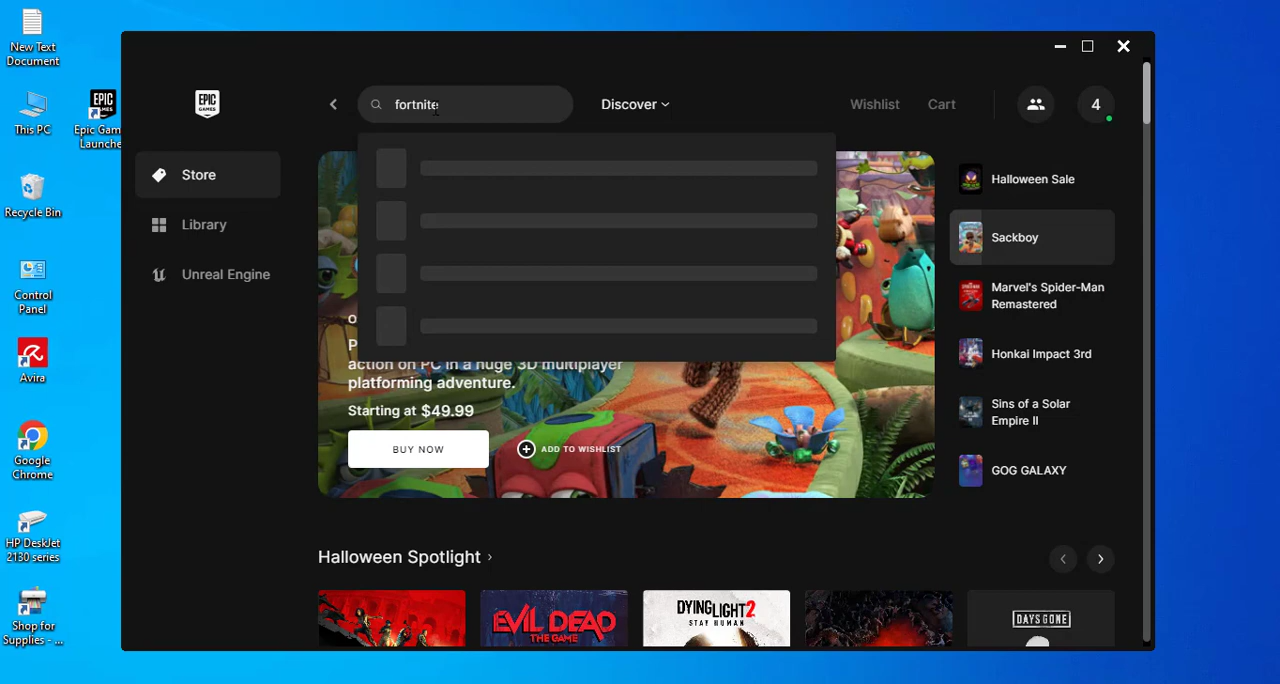 New Text
Document
This PC
Recycle Bin
Control
Panel
Avira
Google
Chrome
HP DeskJet
2130 series
Shop for
Supplies - ...
EPIC
GAMES
Epic Gam
Launche
EPIC
GAMES
fortnite
Discover
Wishlist
Cart
4
Store
Library
Unreal Engine
action on PC in a huge 3D multiplayer
platforming adventure.
Starting at $49.99
BUY NOW
ADD TO WISHLIST
Halloween Sale
Sackboy
Marvel's Spider-Man
Remastered
Honkai Impact 3rd
Sins of a Solar
Empire II
GOG GALAXY
Halloween Spotlight
EVIL DEAD
THE GAME
DYING LIGHT 2
STAY HUMAN
DAYS GONE